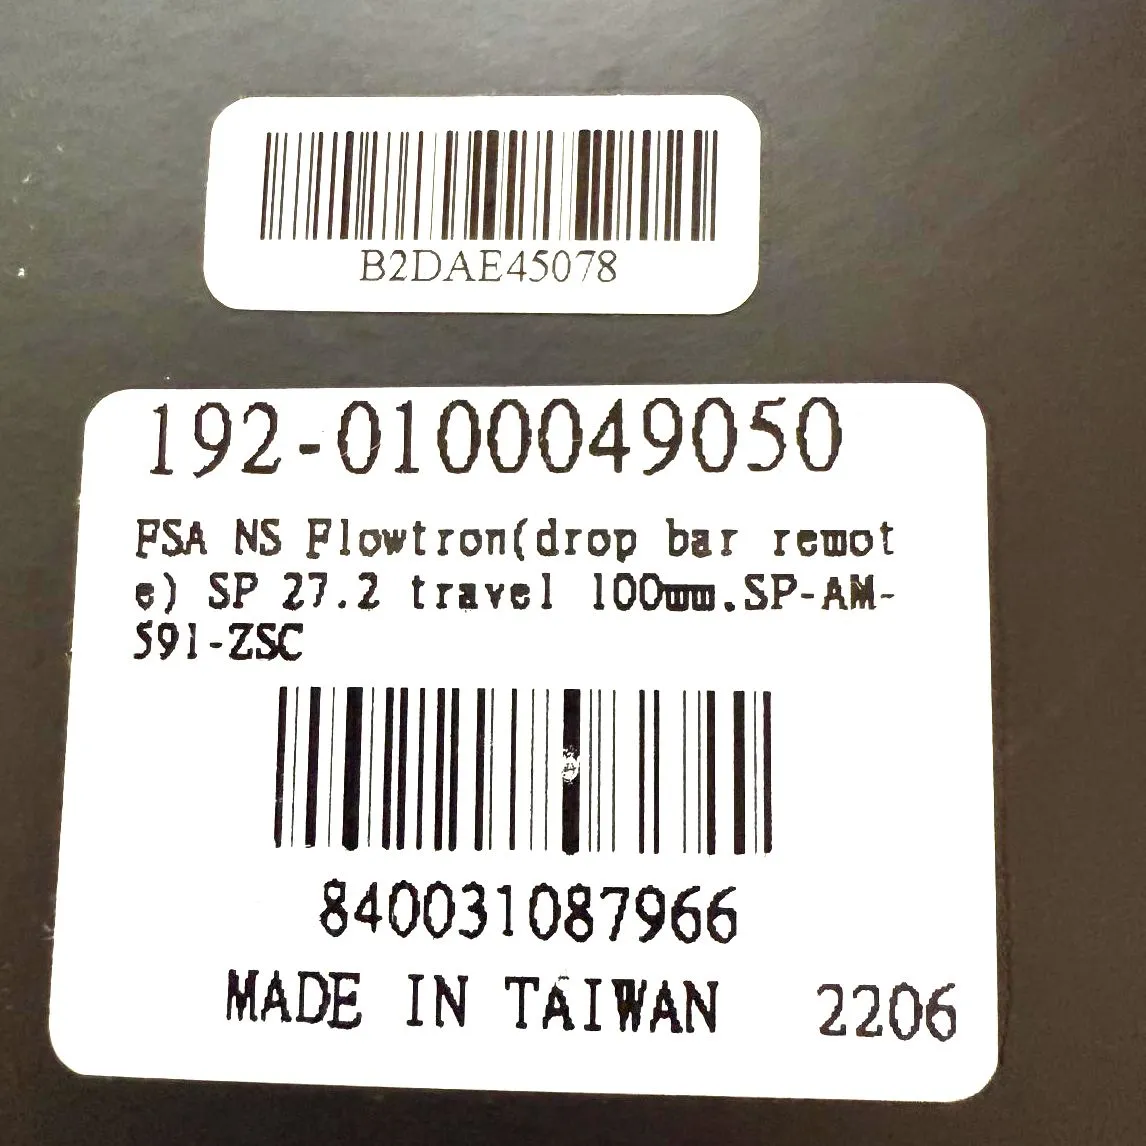 B2DAE45078
192-0100049050
FSA NS Flowtron(drop bar remot
e) SP 27.2 travel 100mm.SP-AM-
591-ZSC
840031087966
MADE IN TAIWAN 2206